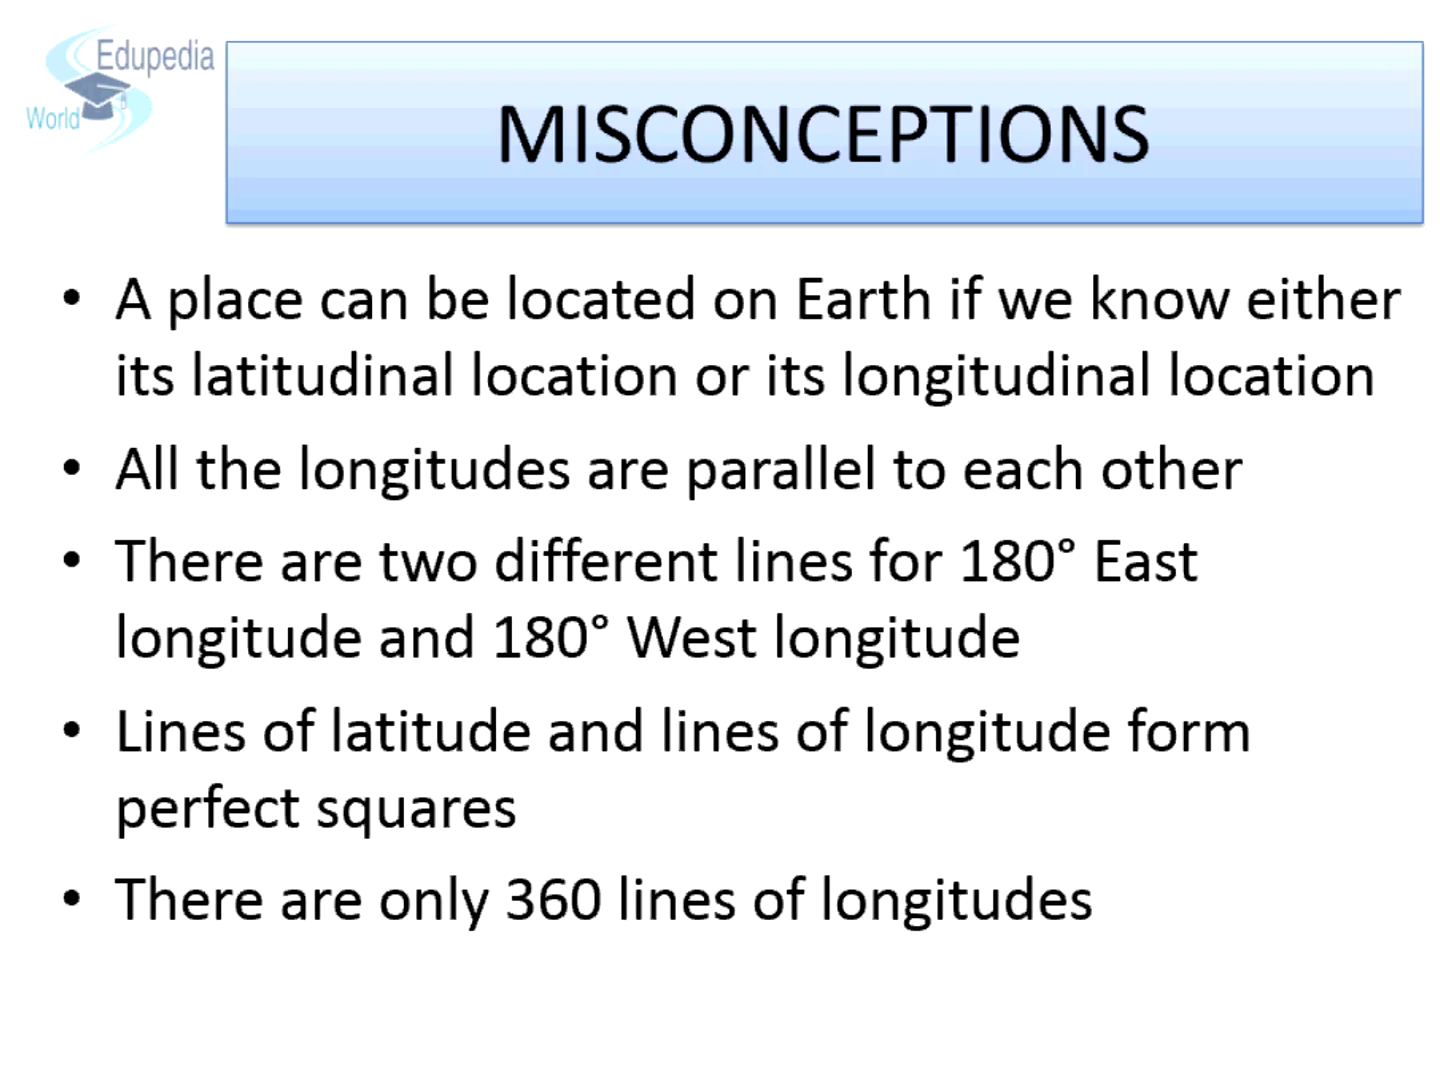 Edupedia
World
MISCONCEPTIONS
• A place can be located on Earth if we know either
its latitudinal location or its longitudinal location
• All the longitudes are parallel to each other
• There are two different lines for 180° East
longitude and 180° West longitude
• Lines of latitude and lines of longitude form
perfect squares
• There are only 360 lines of longitudes